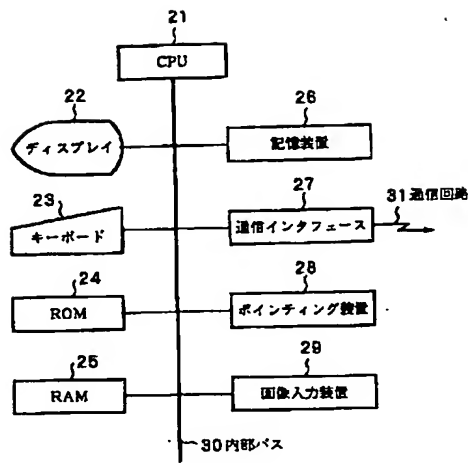 21
CPU
22
ディスプレイ
26
記憶装置
23
キーボード
27
通信インタフェース
31 通信回路
24
ROM
28
ポインティング装置
25
RAM
29
画像入力装置
30 内部バス